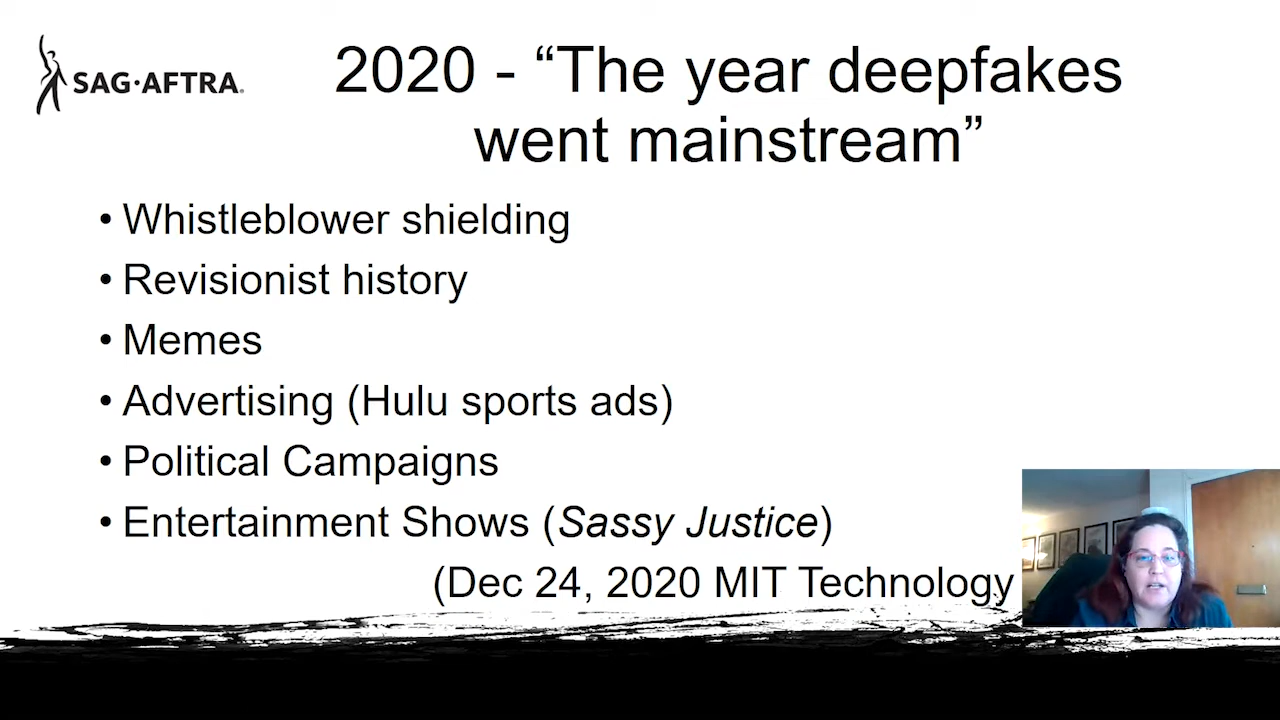 SAG·AFTRA®
2020 - “The year deepfakes
went mainstream”
• Whistleblower shielding
• Revisionist history
• Memes
• Advertising (Hulu sports ads)
• Political Campaigns
• Entertainment Shows (Sassy Justice)
(Dec 24, 2020 MIT Technology